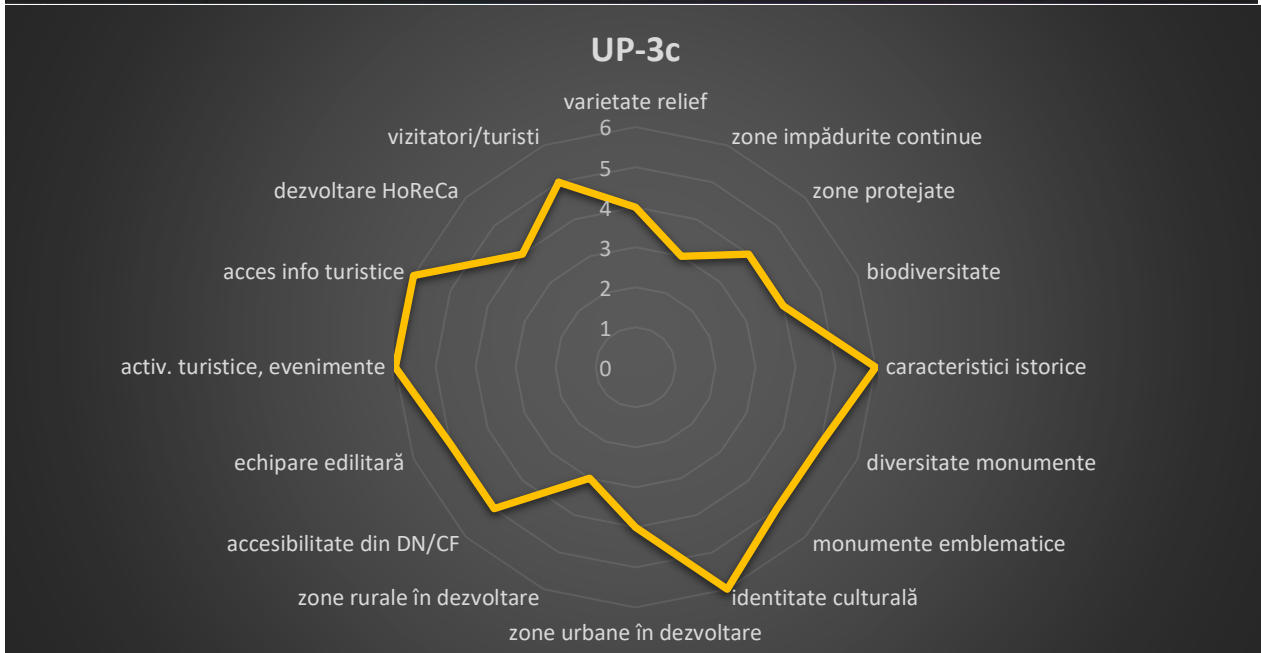 UP-3c
varietate relief
zone impădurite continue
zone protejate
biodiversitate
caracteristici istorice
diversitate monumente
monumente emblematice
identitate culturală
zone urbane în dezvoltare
zone rurale în dezvoltare
accesibilitate din DN/CF
echipare edilitară
activ. turistice, evenimente
acces info turistice
dezvoltare HoReCa
vizitatori/turisti
6
5
4
3
2
1
0